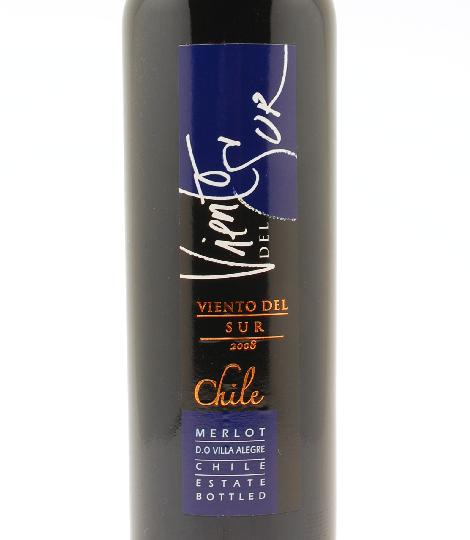 Viento
DEL
SUR
VIENTO DEL
SUR
2008
Chile
MERLOT
D.O VILLA ALEGRE
CHILE
ESTATE
BOTTLED